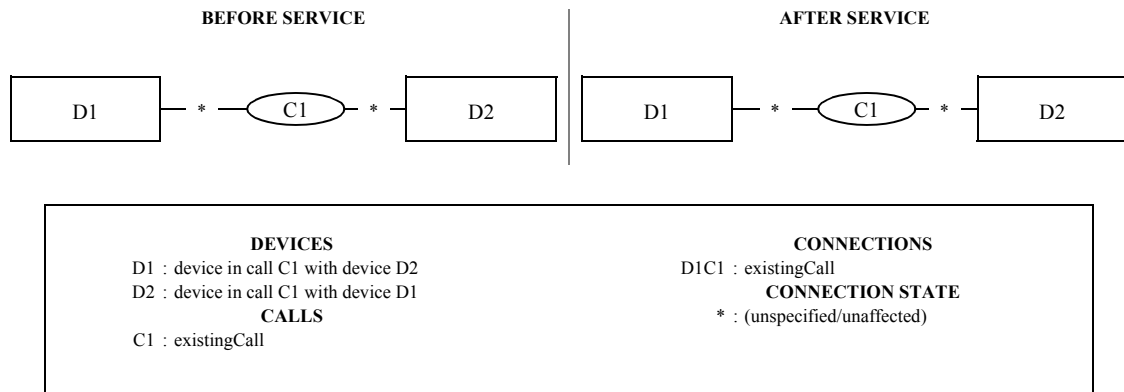 BEFORE SERVICE
AFTER SERVICE
D1 * C1 * D2
D1 * C1 * D2
DEVICES
D1 : device in call C1 with device D2
D2 : device in call C1 with device D1
CALLS
C1 : existingCall
CONNECTIONS
D1C1 : existingCall
CONNECTION STATE
* : (unspecified/unaffected)